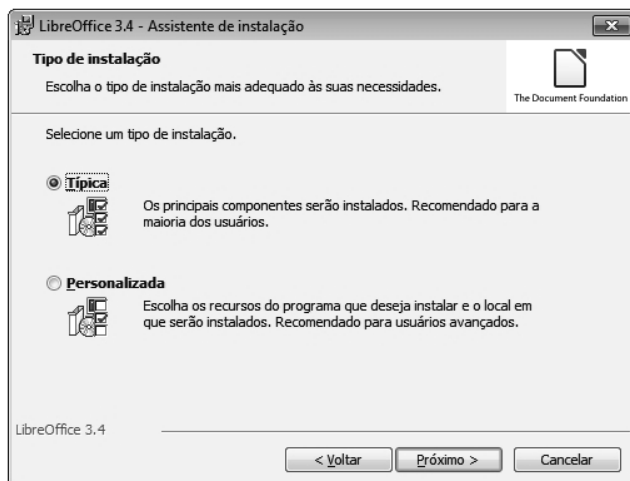 LibreOffice 3.4 - Assistente de instalação
Tipo de instalação
Escolha o tipo de instalação mais adequado às suas necessidades.
The Document Foundation
Selecione um tipo de instalação.
Típica
Os principais componentes serão instalados. Recomendado para a
maioria dos usuários.
Personalizada
Escolha os recursos do programa que deseja instalar e o local em
que serão instalados. Recomendado para usuários avançados.
LibreOffice 3.4
< Voltar
Próximo >
Cancelar